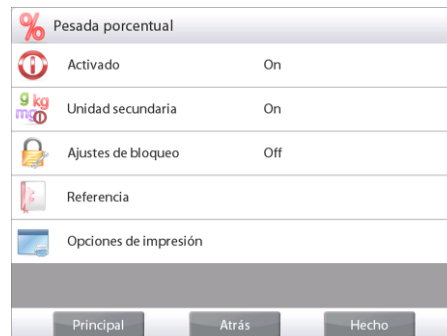 Pesada porcentual
Activado On
Unidad secundaria On
Ajustes de bloqueo Off
Referencia
Opciones de impresión
Principal Atrás Hecho